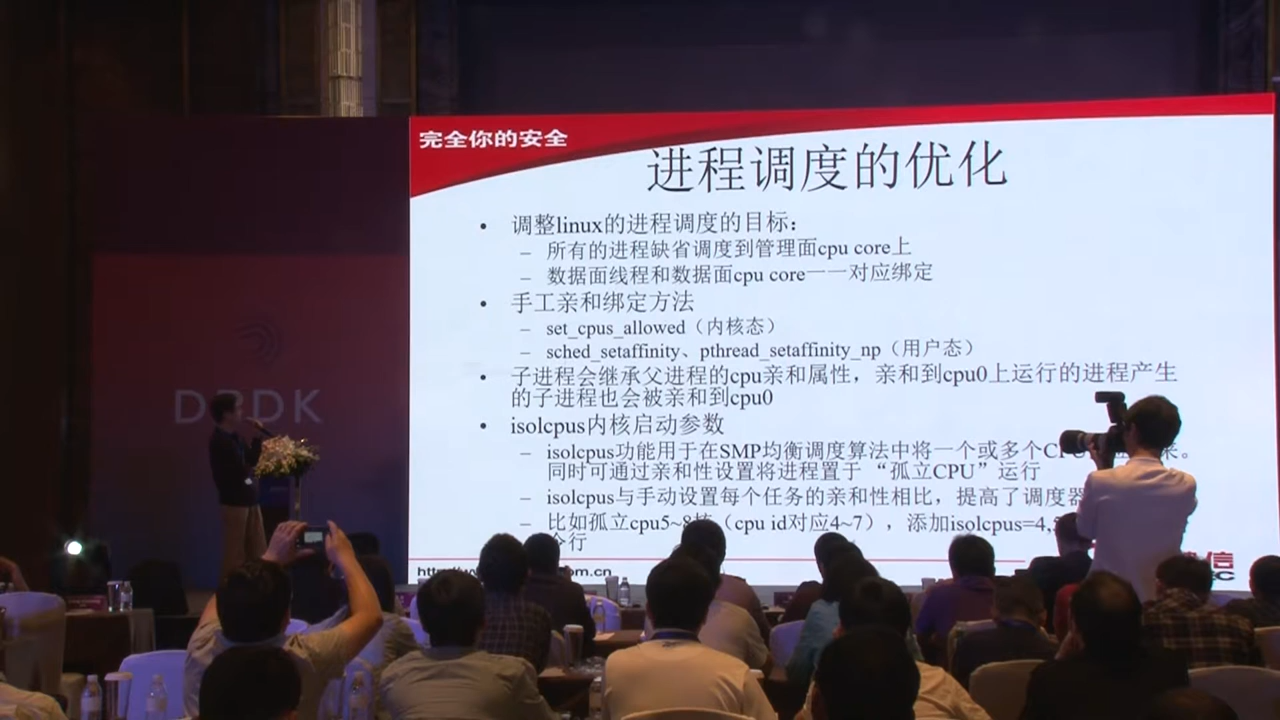 完全你的安全
进程调度的优化
• 调整linux的进程调度的目标：
– 所有的进程缺省调度到管理面cpu core上
– 数据面线程和数据面cpu core一一对应绑定
• 手工亲和绑定方法
– set_cpus_allowed（内核态）
– sched_setaffinity、pthread_setaffinity_np（用户态）
• 子进程会继承父进程的cpu亲和属性，亲和到cpu0上运行的进程产生
的子进程也会被亲和到cpu0
• isolcpus内核启动参数
– isolcpus功能用于在SMP均衡调度算法中将一个或多个 来。
同时可通过亲和性设置将进程置于 “孤立CPU”运行
– isolcpus与手动设置每个任务的亲和性相比，提高了调度器
– 比如孤立cpu5~8核（cpu id对应4~7），添加isolcpus=4,
令行
DPDK
om.cn
信